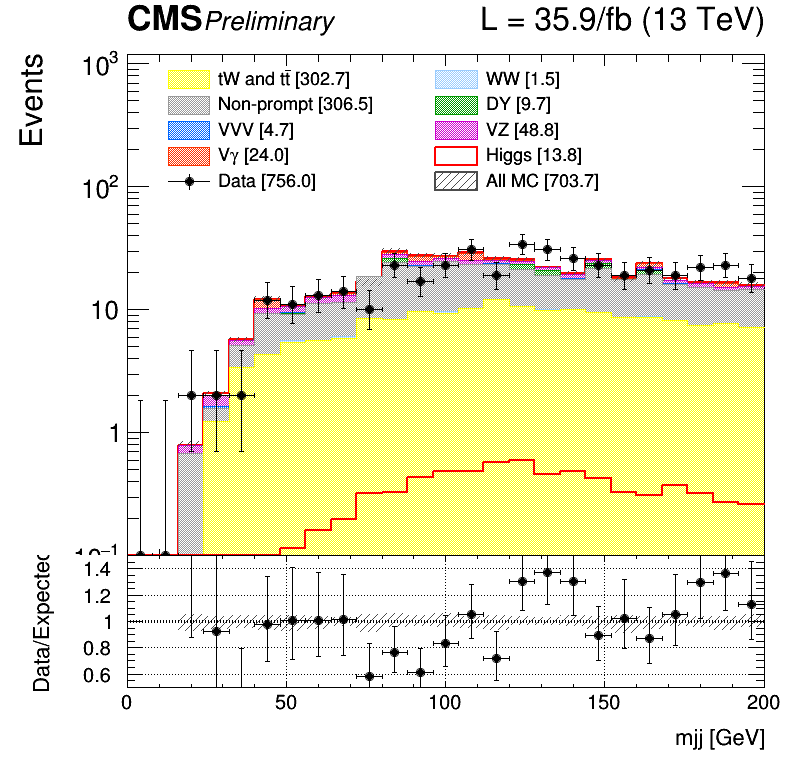 CMS Preliminary L = 35.9/fb (13 TeV)
Events
10³
10²
10
1
10⁻¹
tW and tt̄ [302.7]
Non-prompt [306.5]
VVV [4.7]
Vγ [24.0]
Data [756.0]
WW [1.5]
DY [9.7]
VZ [48.8]
Higgs [13.8]
All MC [703.7]
Data/Expected
1.4
1.2
1
0.8
0.6
0 50 100 150 200
mjj [GeV]